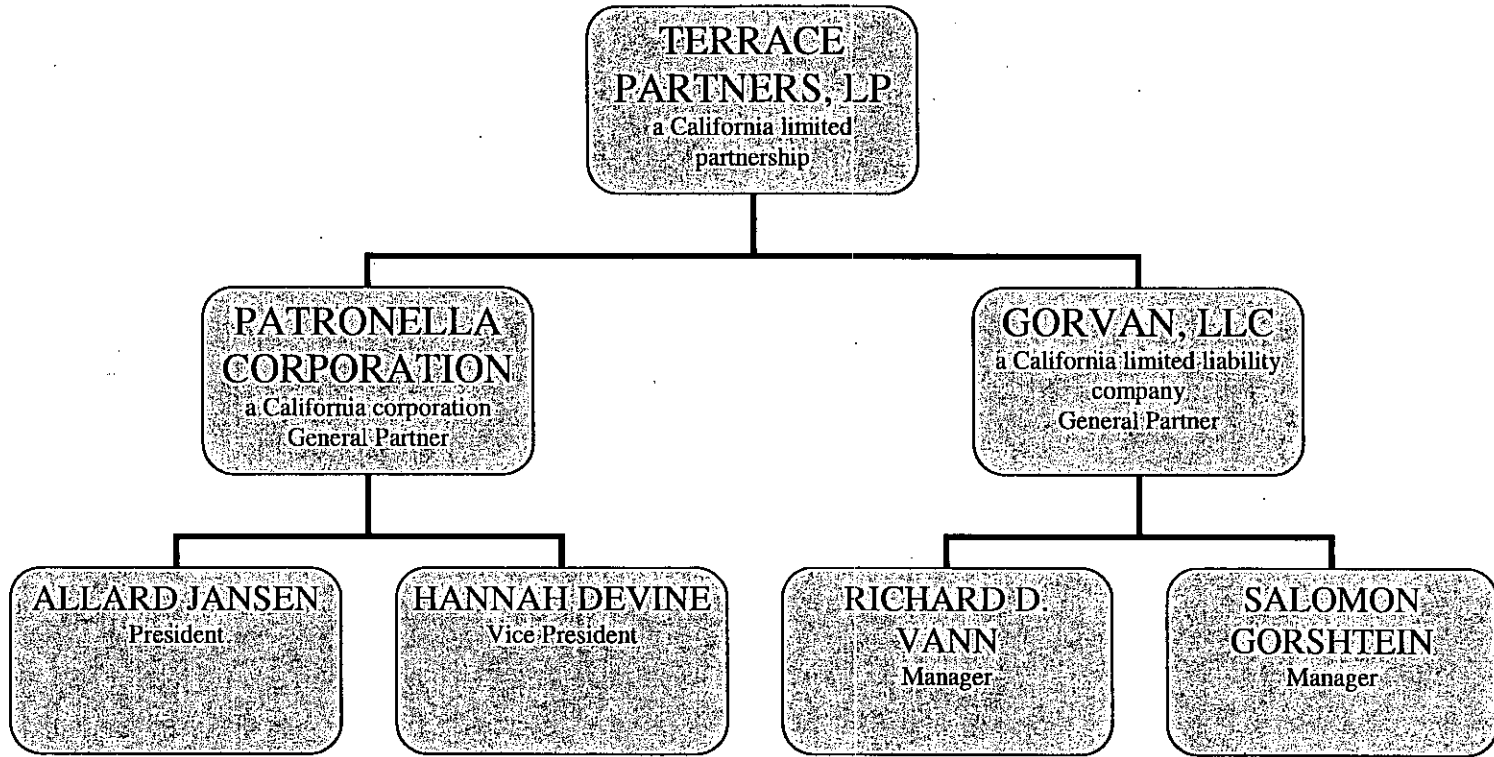 TERRACE
PARTNERS, LP
a California limited
partnership
PATRONELLA
CORPORATION
a California corporation
General Partner
GORVAN, LLC
a California limited liability
company
General Partner
ALLARD JANSEN
President
HANNAH DEVINE
Vice President
RICHARD D.
VANN
Manager
SALOMON
GORSHTEIN
Manager